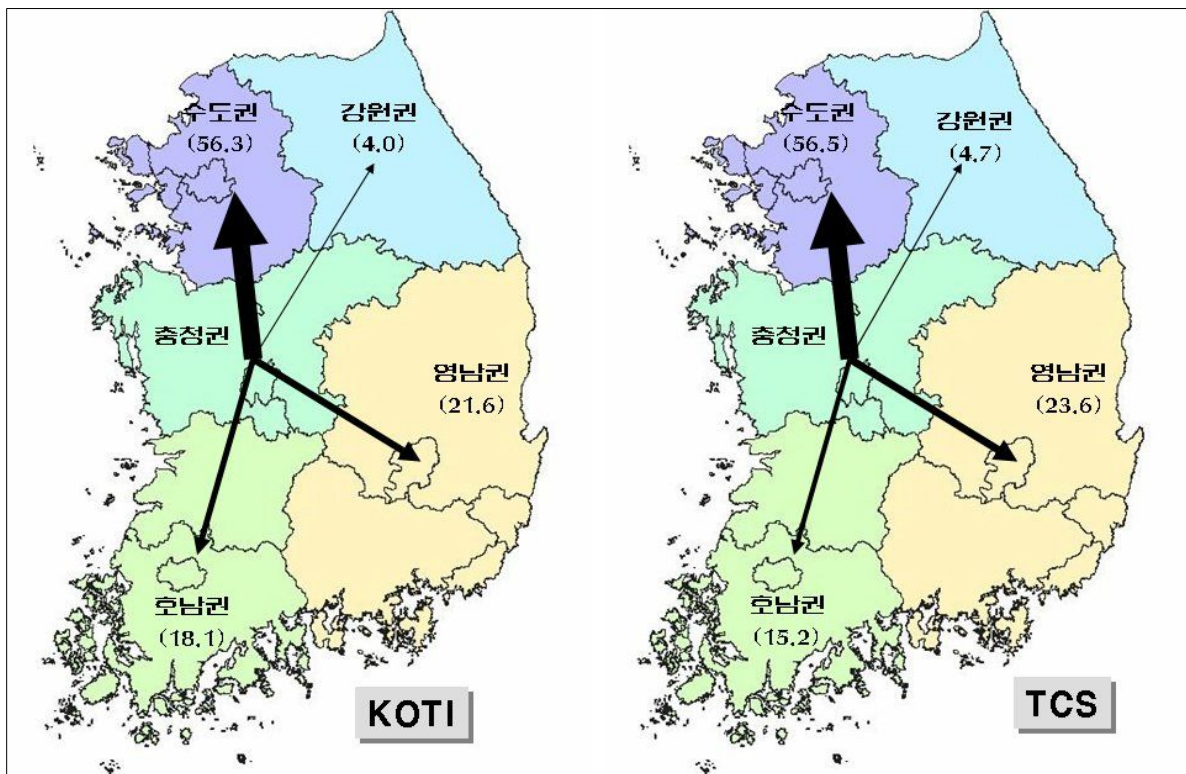 수도권
(56.3)
강원권
(4.0)
충청권
영남권
(21.6)
호남권
(18.1)
KOTI
수도권
(56.5)
강원권
(4.7)
충청권
영남권
(23.6)
호남권
(15.2)
TCS